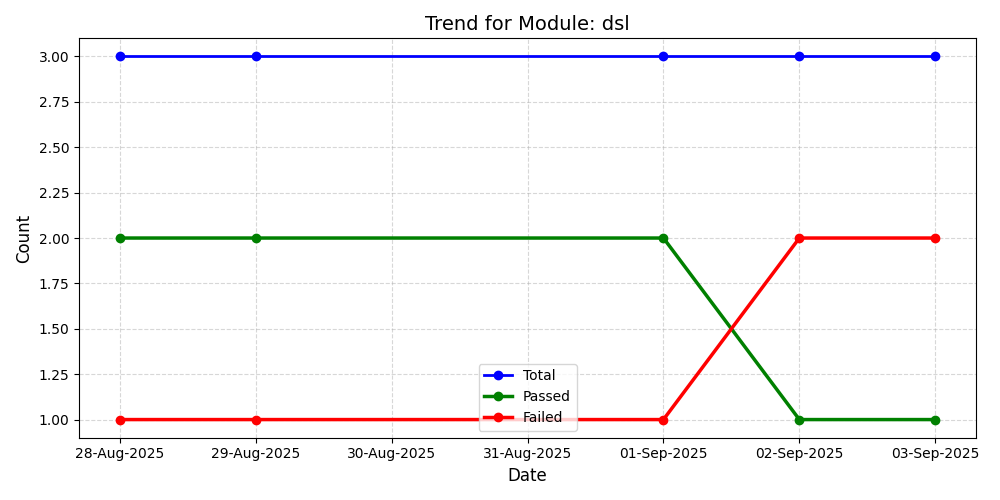 Trend for Module: dsl
3.00
2.75
2.50
2.25
2.00
1.75
1.50
1.25
1.00
Count
Total
Passed
Failed
28-Aug-2025
29-Aug-2025
30-Aug-2025
31-Aug-2025
01-Sep-2025
02-Sep-2025
03-Sep-2025
Date